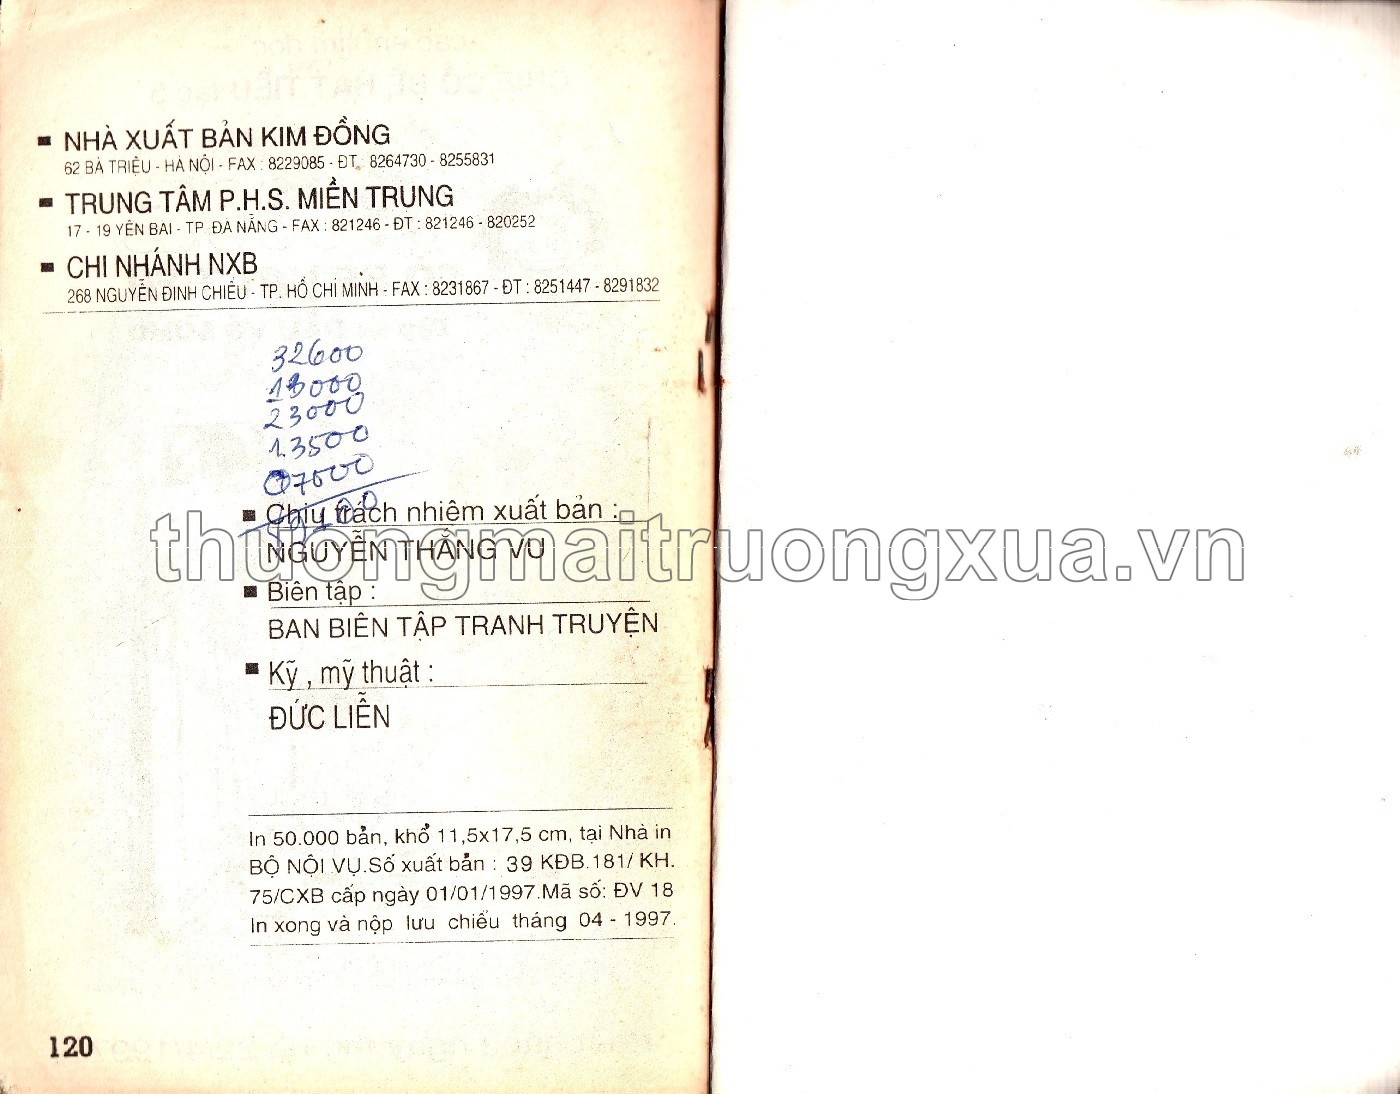 NHÀ XUẤT BẢN KIM ĐỒNG
62 BÀ TRIỆU - HÀ NỘI - FAX : 8229085 - ĐT : 8264730 - 8255831
TRUNG TÂM P.H.S. MIỀN TRUNG
17 - 19 YÊN BAI - TP ĐÀ NẴNG - FAX : 821246 - ĐT : 821246 - 820252
CHI NHÁNH NXB
268 NGUYỄN ĐÌNH CHIỂU - TP. HỒ CHÍ MINH - FAX : 8231867 - ĐT : 8251447 - 8291832
32600
23000
13500
Chịu trách nhiệm xuất bản :
thuongmaitruongxua.vn
NGUYỄN THẮNG VU
Biên tập :
BAN BIÊN TẬP TRANH TRUYỆN
Kỹ , mỹ thuật :
ĐỨC LIỄN
In 50.000 bản, khổ 11,5x17,5 cm, tại Nhà in
BỘ NỘI VỤ.Số xuất bản : 39 KĐB.181/ KH.
75/CXB cấp ngày 01/01/1997.Mã số: ĐV 18
In xong và nộp lưu chiểu tháng 04 - 1997.
120